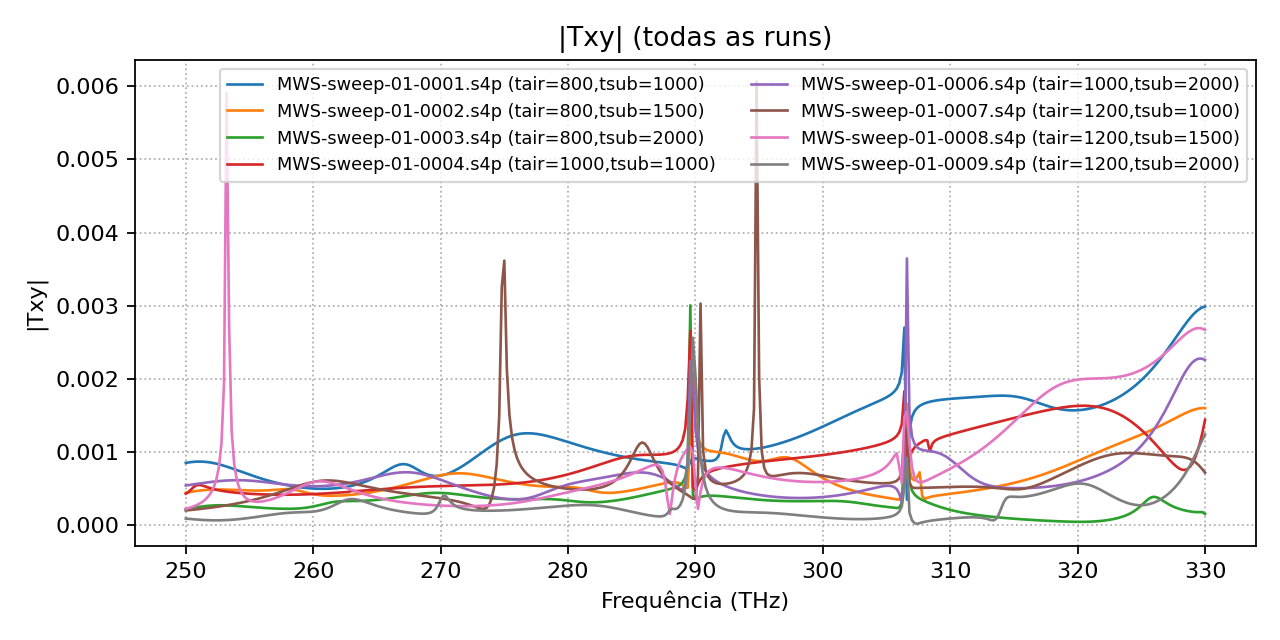 |Txy| (todas as runs)
MWS-sweep-01-0001.s4p (tair=800,tsub=1000)
MWS-sweep-01-0002.s4p (tair=800,tsub=1500)
MWS-sweep-01-0003.s4p (tair=800,tsub=2000)
MWS-sweep-01-0004.s4p (tair=1000,tsub=1000)
MWS-sweep-01-0006.s4p (tair=1000,tsub=2000)
MWS-sweep-01-0007.s4p (tair=1200,tsub=1000)
MWS-sweep-01-0008.s4p (tair=1200,tsub=1500)
MWS-sweep-01-0009.s4p (tair=1200,tsub=2000)
|Txy|
0.006
0.005
0.004
0.003
0.002
0.001
0.000
250 260 270 280 290 300 310 320 330
Frequência (THz)